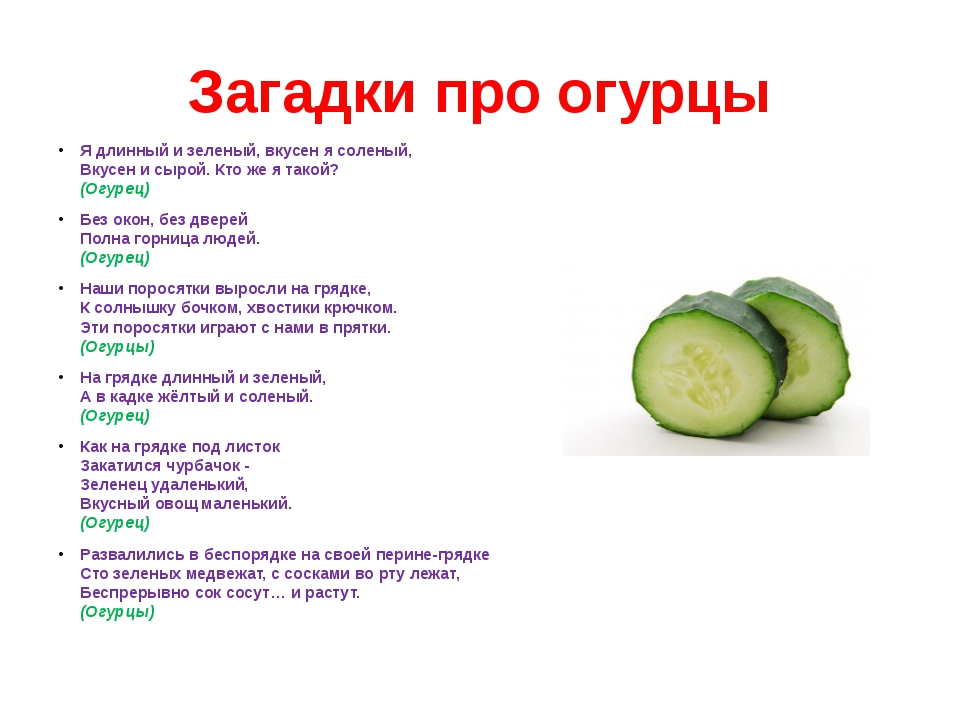 Загадки про огурцы
• Я длинный и зеленый, вкусен я соленый,
Вкусен и сырой. Кто же я такой?
(Огурец)
• Без окон, без дверей
Полна горница людей.
(Огурец)
• Наши поросятки выросли на грядке,
К солнышку бочком, хвостики крючком.
Эти поросятки играют с нами в прятки.
(Огурцы)
• На грядке длинный и зеленый,
А в кадке жёлтый и соленый.
(Огурец)
• Как на грядке под листок
Закатился чурбачок -
Зеленец удаленький,
Вкусный овощ маленький.
(Огурец)
• Развалились в беспорядке на своей перине-грядке
Сто зеленых медвежат, с сосками во рту лежат,
Беспрерывно сок сосут… и растут.
(Огурцы)